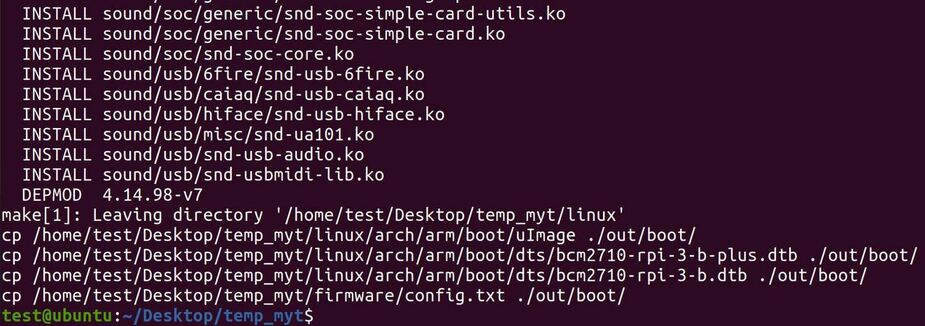 INSTALL sound/soc/generic/snd-soc-simple-card-utils.ko
INSTALL sound/soc/generic/snd-soc-simple-card.ko
INSTALL sound/soc/snd-soc-core.ko
INSTALL sound/usb/6fire/snd-usb-6fire.ko
INSTALL sound/usb/caiaq/snd-usb-caiaq.ko
INSTALL sound/usb/hiface/snd-usb-hiface.ko
INSTALL sound/usb/misc/snd-ua101.ko
INSTALL sound/usb/snd-usb-audio.ko
INSTALL sound/usb/snd-usbmidi-lib.ko
DEPMOD 4.14.98-v7
make[1]: Leaving directory '/home/test/Desktop/temp_myt/linux'
cp /home/test/Desktop/temp_myt/linux/arch/arm/boot/uImage ./out/boot/
cp /home/test/Desktop/temp_myt/linux/arch/arm/boot/dts/bcm2710-rpi-3-b-plus.dtb ./out/boot/
cp /home/test/Desktop/temp_myt/linux/arch/arm/boot/dts/bcm2710-rpi-3-b.dtb ./out/boot/
cp /home/test/Desktop/temp_myt/firmware/config.txt ./out/boot/
test@ubuntu:~/Desktop/temp_myt$